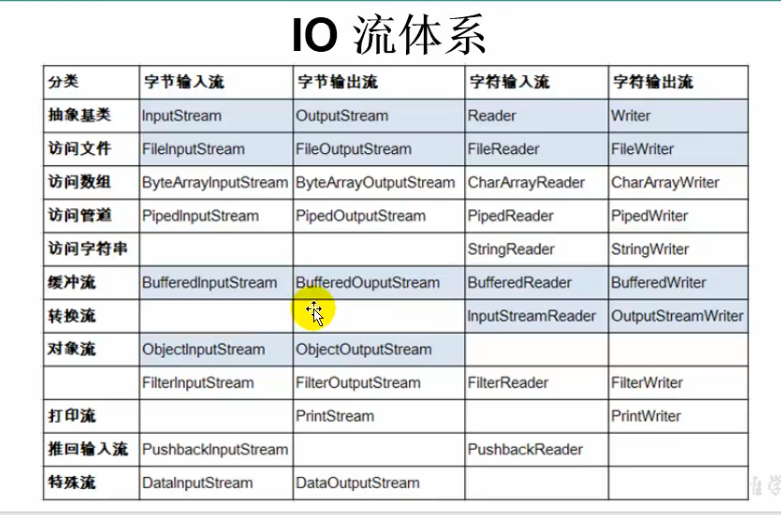 IO 流体系
分类 字节输入流 字节输出流 字符输入流 字符输出流
抽象基类 InputStream OutputStream Reader Writer
访问文件 FileInputStream FileOutputStream FileReader FileWriter
访问数组 ByteArrayInputStream ByteArrayOutputStream CharArrayReader CharArrayWriter
访问管道 PipedInputStream PipedOutputStream PipedReader PipedWriter
访问字符串 StringReader StringWriter
缓冲流 BufferedInputStream BufferedOuputStream BufferedReader BufferedWriter
转换流 InputStreamReader OutputStreamWriter
对象流 ObjectInputStream ObjectOutputStream
FilterInputStream FilterOutputStream FilterReader FilterWriter
打印流 PrintStream PrintWriter
推回输入流 PushbackInputStream PushbackReader
特殊流 DataInputStream DataOutputStream